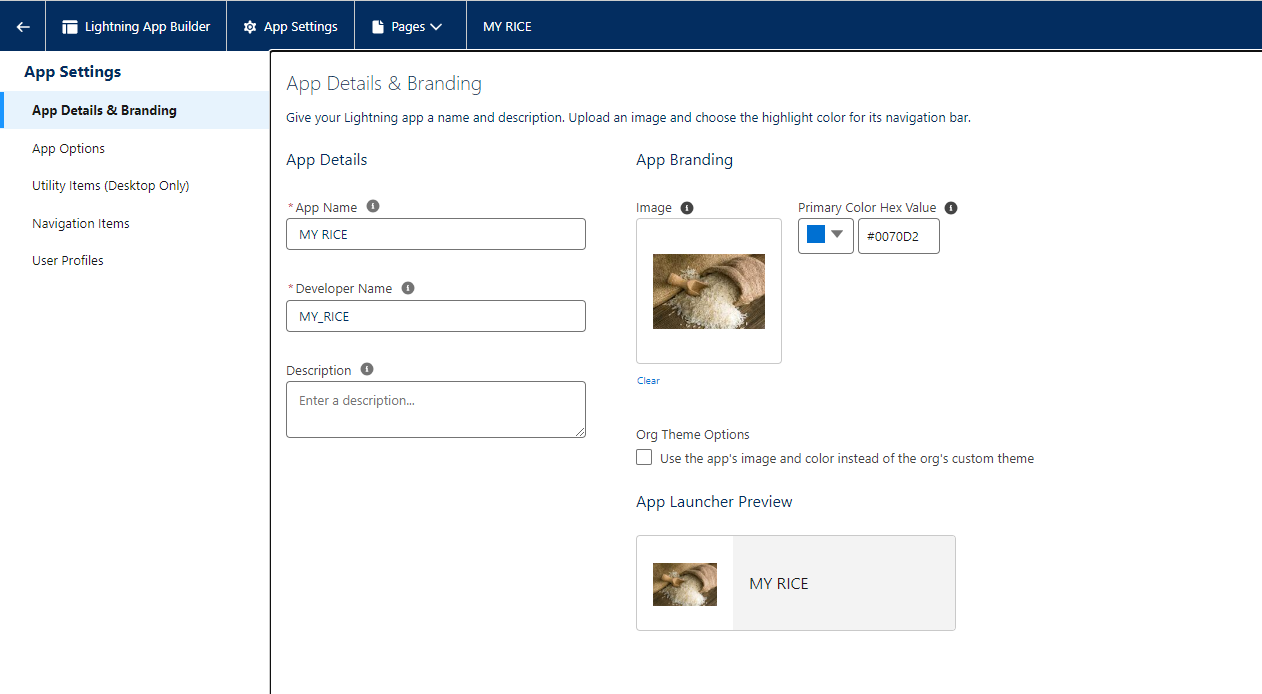 Lightning App Builder
App Settings
Pages
MY RICE
App Settings
App Details & Branding
App Options
Utility Items (Desktop Only)
Navigation Items
User Profiles
App Details & Branding
Give your Lightning app a name and description. Upload an image and choose the highlight color for its navigation bar.
App Details
*App Name
MY RICE
*Developer Name
MY_RICE
Description
Enter a description...
App Branding
Image
Clear
Primary Color Hex Value
#0070D2
Org Theme Options
Use the app's image and color instead of the org's custom theme
App Launcher Preview
MY RICE